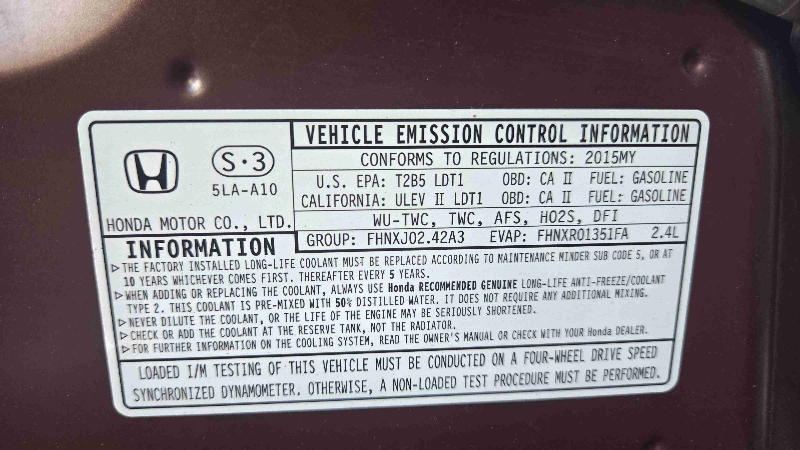 S·3
5LA-A10
HONDA MOTOR CO., LTD.
VEHICLE EMISSION CONTROL INFORMATION
CONFORMS TO REGULATIONS: 2015MY
U.S. EPA: T2B5 LDT1 OBD: CA II FUEL: GASOLINE
CALIFORNIA: ULEV II LDT1 OBD: CA II FUEL: GASOLINE
WU-TWC, TWC, AFS, HO2S, DFI
GROUP: FHNXJ02.42A3 EVAP: FHNXR01351FA 2.4L
INFORMATION
▷THE FACTORY INSTALLED LONG-LIFE COOLANT MUST BE REPLACED ACCORDING TO MAINTENANCE MINDER SUB CODE 5, OR AT
10 YEARS WHICHEVER COMES FIRST. THEREAFTER EVERY 5 YEARS.
▷WHEN ADDING OR REPLACING THE COOLANT, ALWAYS USE Honda RECOMMENDED GENUINE LONG-LIFE ANTI-FREEZE/COOLANT
TYPE 2. THIS COOLANT IS PRE-MIXED WITH 50% DISTILLED WATER. IT DOES NOT REQUIRE ANY ADDITIONAL MIXING.
▷NEVER DILUTE THE COOLANT, OR THE LIFE OF THE ENGINE MAY BE SERIOUSLY SHORTENED.
▷CHECK OR ADD THE COOLANT AT THE RESERVE TANK, NOT THE RADIATOR.
▷FOR FURTHER INFORMATION ON THE COOLING SYSTEM, READ THE OWNER'S MANUAL OR CHECK WITH YOUR Honda DEALER.
LOADED I/M TESTING OF THIS VEHICLE MUST BE CONDUCTED ON A FOUR-WHEEL DRIVE SPEED
SYNCHRONIZED DYNAMOMETER. OTHERWISE, A NON-LOADED TEST PROCEDURE MUST BE PERFORMED.